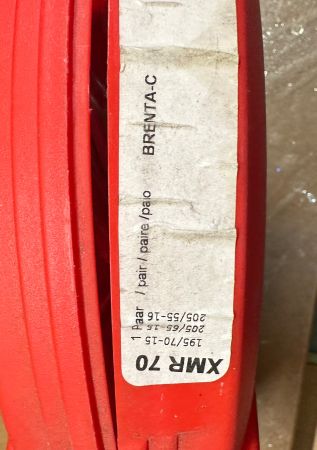 BRENTA-C
1 Paar / pair / paire / paio
XMR 70
195/70-15
205/65-15
205/55-16